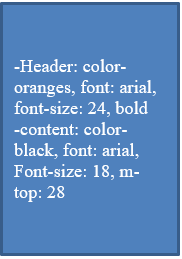 -Header: color-
oranges, font: arial,
font-size: 24, bold
-content: color-
black, font: arial,
Font-size: 18, m-
top: 28